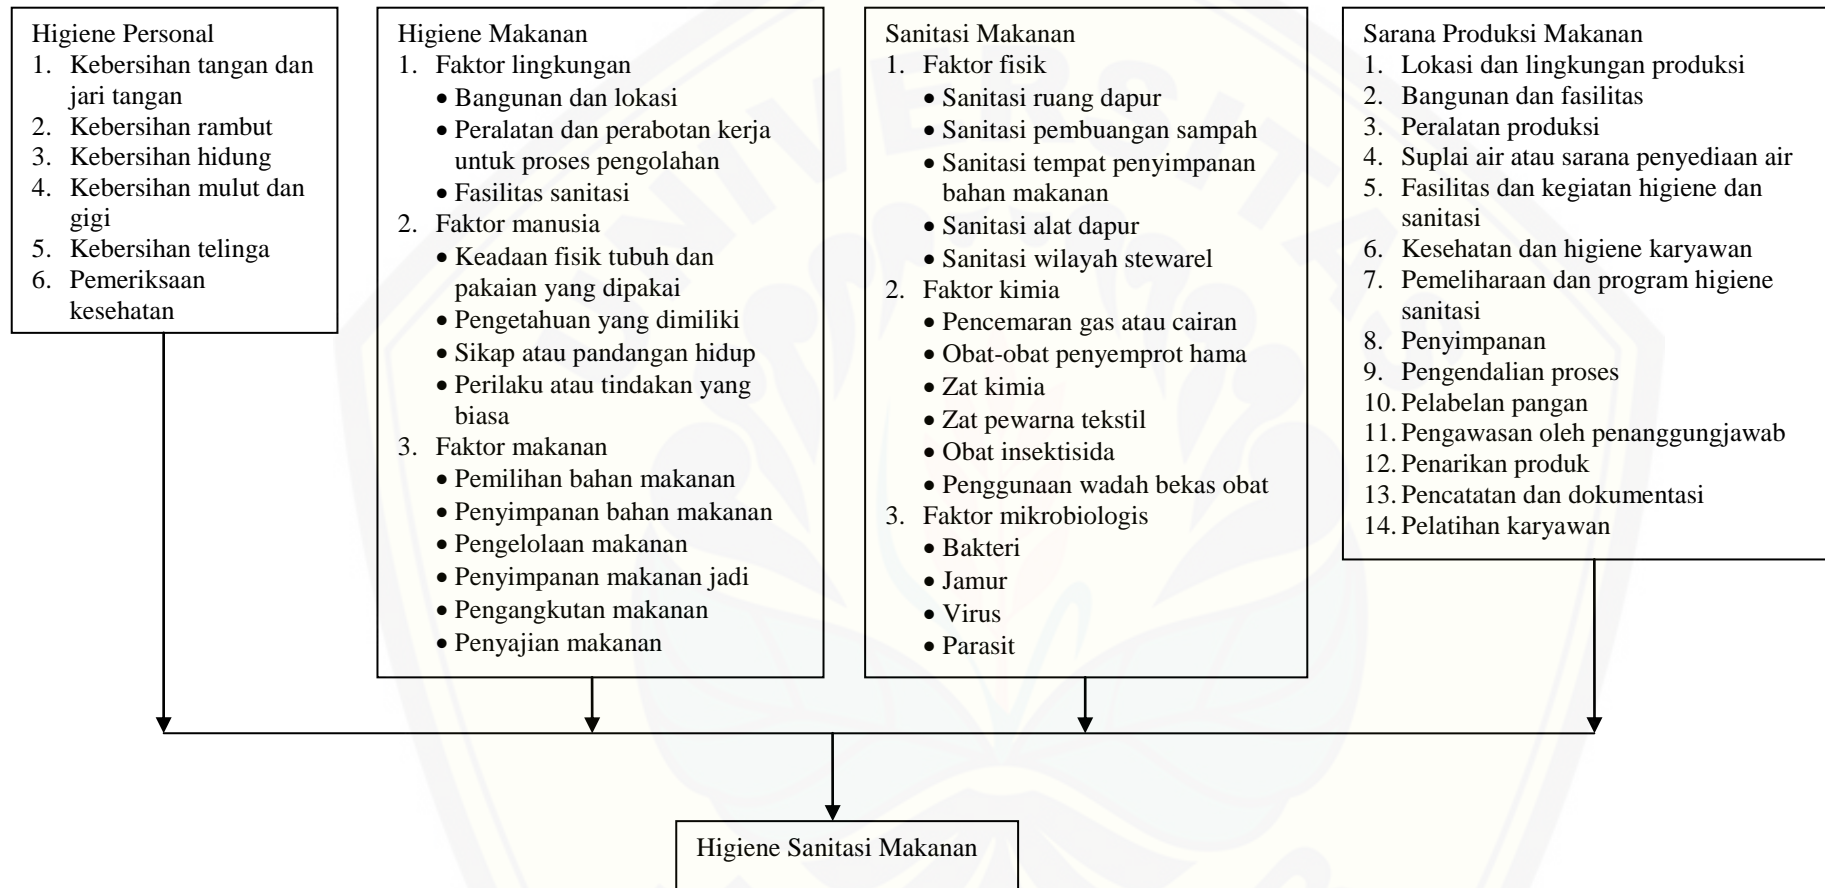 Higiene Personal
1. Kebersihan tangan dan
jari tangan
2. Kebersihan rambut
3. Kebersihan hidung
4. Kebersihan mulut dan
gigi
5. Kebersihan telinga
6. Pemeriksaan
kesehatan
Higiene Makanan
1. Faktor lingkungan
• Bangunan dan lokasi
• Peralatan dan perabotan kerja
untuk proses pengolahan
• Fasilitas sanitasi
2. Faktor manusia
• Keadaan fisik tubuh dan
pakaian yang dipakai
• Pengetahuan yang dimiliki
• Sikap atau pandangan hidup
• Perilaku atau tindakan yang
biasa
3. Faktor makanan
• Pemilihan bahan makanan
• Penyimpanan bahan makanan
• Pengelolaan makanan
• Penyimpanan makanan jadi
• Pengangkutan makanan
• Penyajian makanan
Sanitasi Makanan
1. Faktor fisik
• Sanitasi ruang dapur
• Sanitasi pembuangan sampah
• Sanitasi tempat penyimpanan
bahan makanan
• Sanitasi alat dapur
• Sanitasi wilayah stewarel
2. Faktor kimia
• Pencemaran gas atau cairan
• Obat-obat penyemprot hama
• Zat kimia
• Zat pewarna tekstil
• Obat insektisida
• Penggunaan wadah bekas obat
3. Faktor mikrobiologis
• Bakteri
• Jamur
• Virus
• Parasit
Sarana Produksi Makanan
1. Lokasi dan lingkungan produksi
2. Bangunan dan fasilitas
3. Peralatan produksi
4. Suplai air atau sarana penyediaan air
5. Fasilitas dan kegiatan higiene dan
sanitasi
6. Kesehatan dan higiene karyawan
7. Pemeliharaan dan program higiene
sanitasi
8. Penyimpanan
9. Pengendalian proses
10. Pelabelan pangan
11. Pengawasan oleh penanggungjawab
12. Penarikan produk
13. Pencatatan dan dokumentasi
14. Pelatihan karyawan
Higiene Sanitasi Makanan
UNIVERSITAS